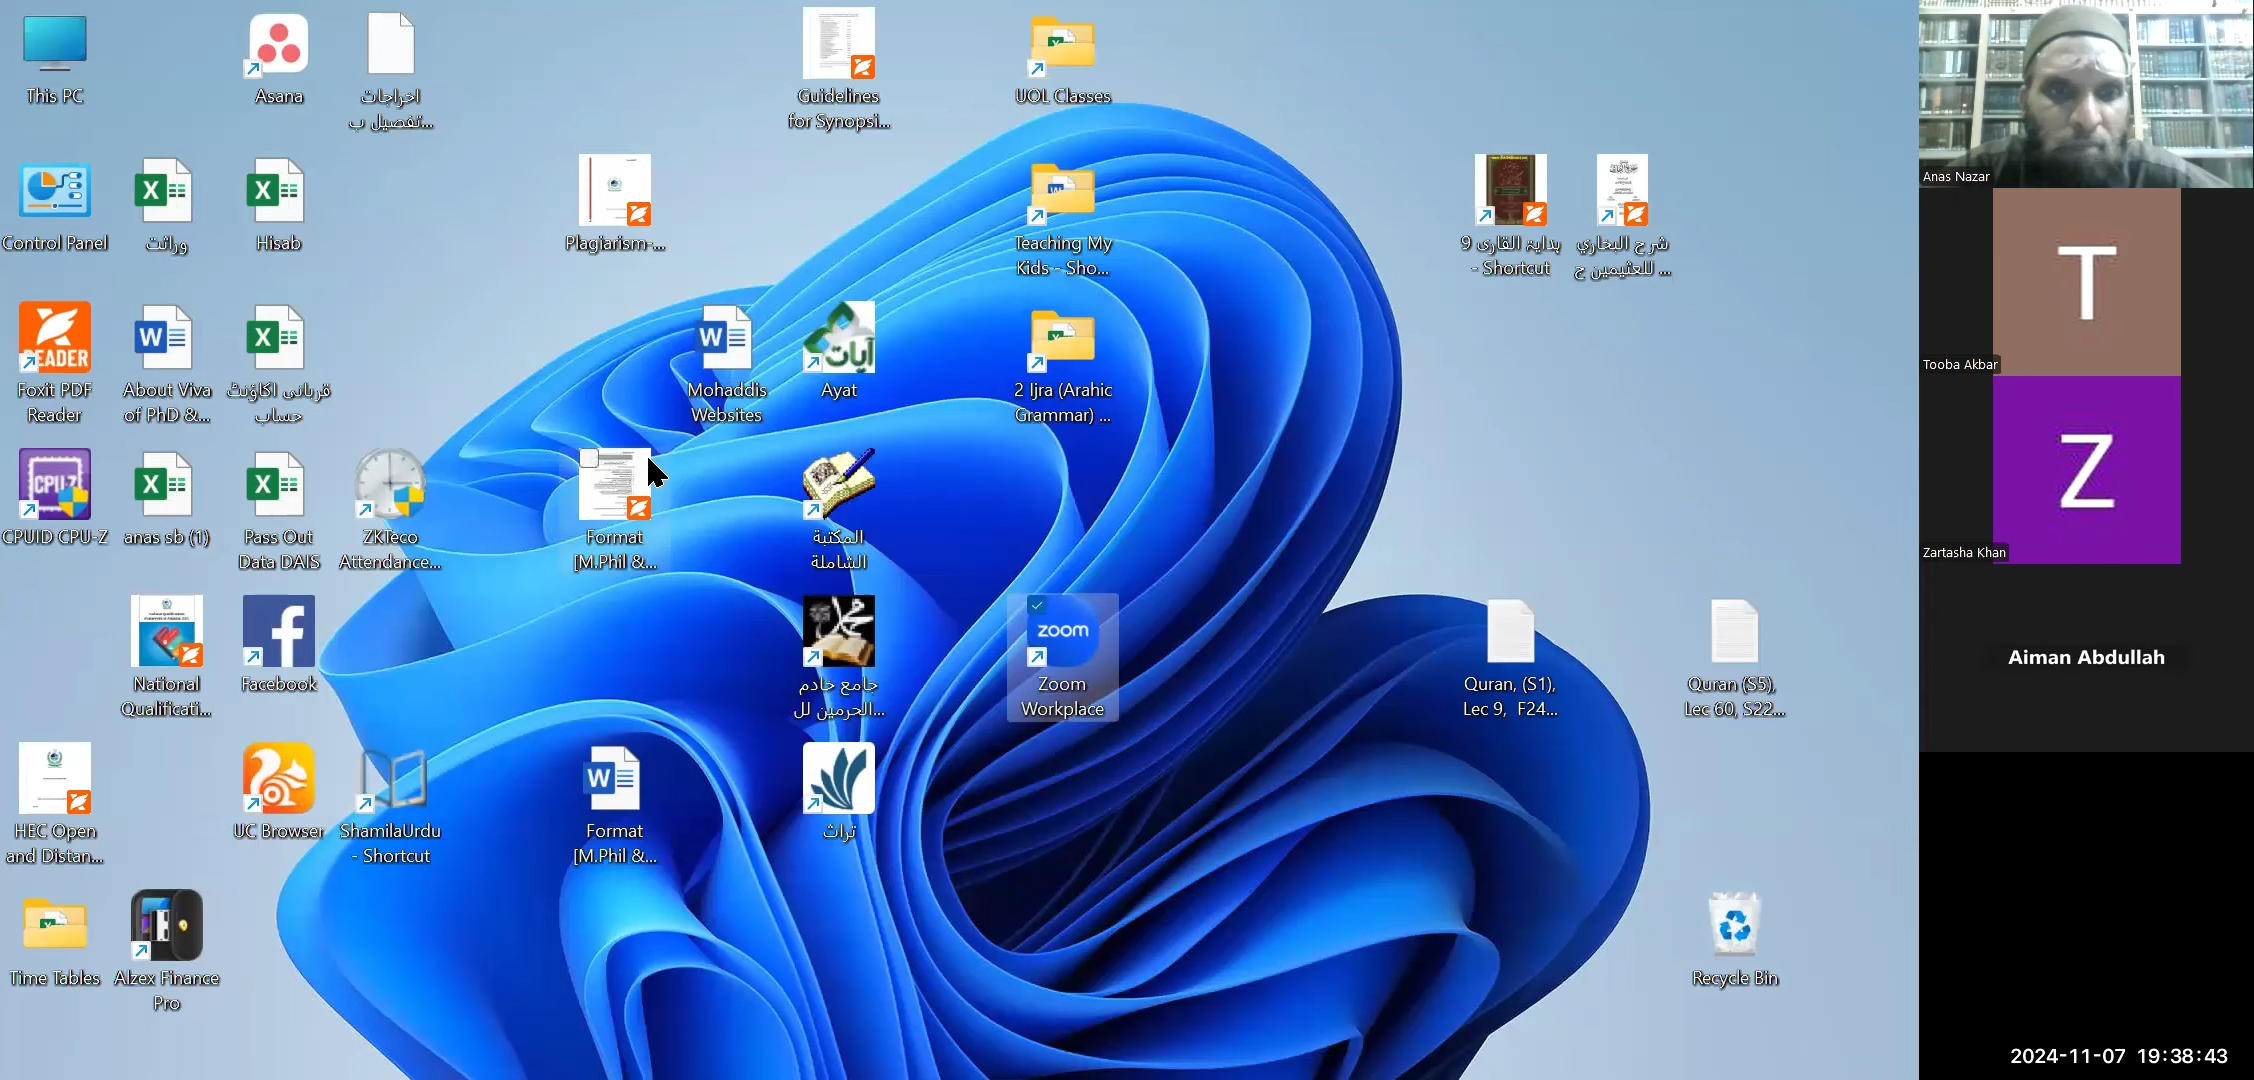 This PC
Asana
اخراجات
تفصیل ب...
Guidelines
for Synopsi...
UOL Classes
Control Panel
وراثت
Hisab
Plagiarism-...
Teaching My
Kids - Sho...
بدایۃ القاری 9
- Shortcut
شرح البخاري
للعثيمين ج ...
READER
Foxit PDF
Reader
About Viva
of PhD &...
قربانی اکاؤنٹ
حساب
Mohaddis
Websites
آيات
Ayat
2 Ijra (Arahic
Grammar) ...
CPU-Z
CPUID CPU-Z
anas sb (1)
Pass Out
Data DAIS
ZKTeco
Attendance...
Format
[M.Phil &...
المكتبة
الشاملة
National
Qualificati...
Facebook
جامع خادم
الحرمين لل...
zoom
Zoom
Workplace
Quran, (S1),
Lec 9, F24...
Quran (S5),
Lec 60, S22...
HEC Open
and Distan...
UC Browser
ShamilaUrdu
- Shortcut
Format
[M.Phil &...
تراث
Time Tables
Alzex Finance
Pro
Recycle Bin
Anas Nazar
T
Tooba Akbar
Z
Zartasha Khan
Aiman Abdullah
2024-11-07 19:38:43